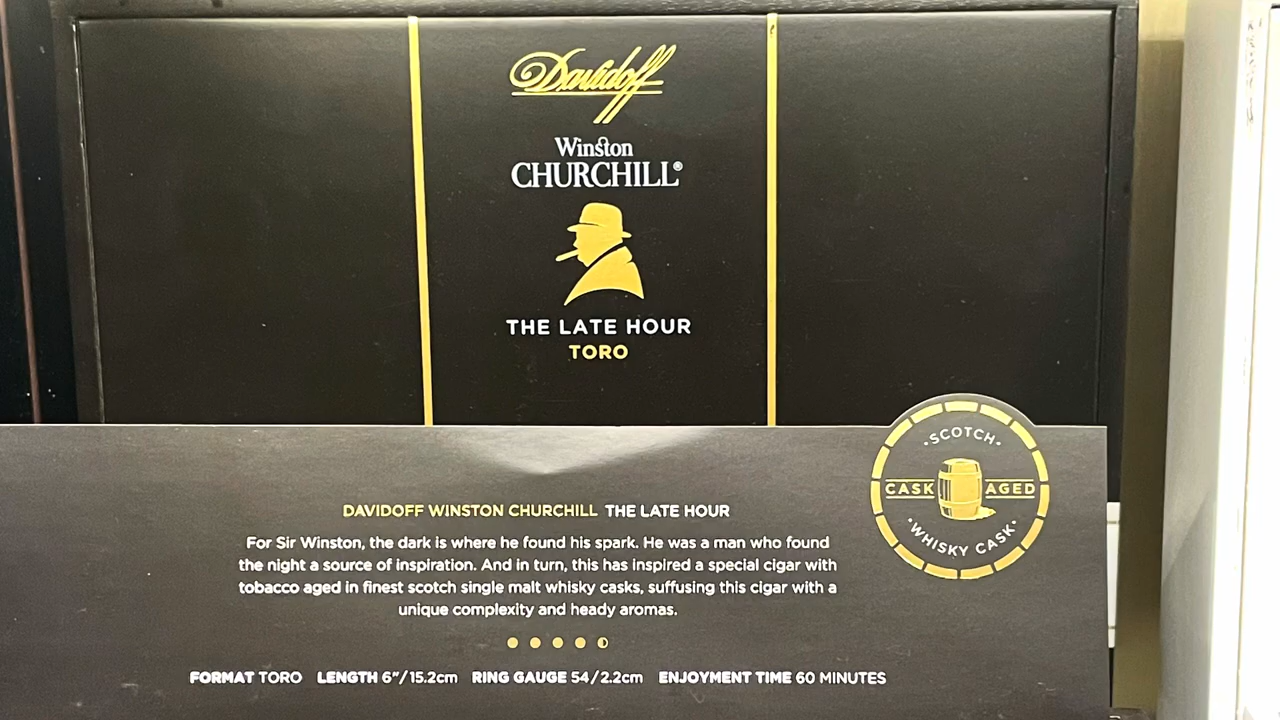 Davidoff
Winston
CHURCHILL®
THE LATE HOUR
TORO
SCOTCH
CASK AGED
WHISKY CASK
DAVIDOFF WINSTON CHURCHILL THE LATE HOUR
For Sir Winston, the dark is where he found his spark. He was a man who found
the night a source of inspiration. And in turn, this has inspired a special cigar with
tobacco aged in finest scotch single malt whisky casks, suffusing this cigar with a
unique complexity and heady aromas.
FORMAT TORO LENGTH 6"/15.2cm RING GAUGE 54/2.2cm ENJOYMENT TIME 60 MINUTES